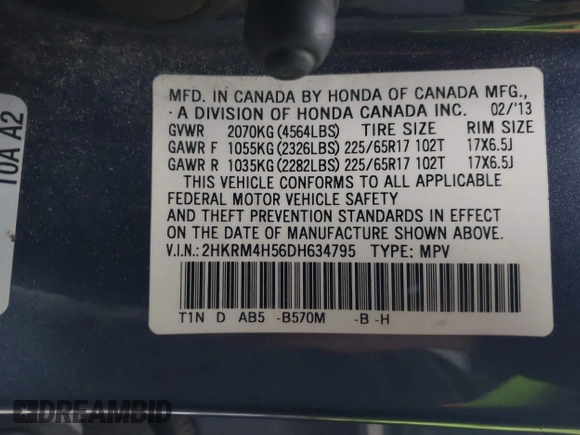 MFD. IN CANADA BY HONDA OF CANADA MFG.,
- A DIVISION OF HONDA CANADA INC. 02/'13
GVWR 2070KG (4564LBS) TIRE SIZE RIM SIZE
GAWR F 1055KG (2326LBS) 225/65R17 102T 17X6.5J
GAWR R 1035KG (2282LBS) 225/65R17 102T 17X6.5J
THIS VEHICLE CONFORMS TO ALL APPLICABLE
FEDERAL MOTOR VEHICLE SAFETY
AND THEFT PREVENTION STANDARDS IN EFFECT
ON THE DATE OF MANUFACTURE SHOWN ABOVE.
V.I.N.: 2HKRM4H56DH634795 TYPE: MPV
T1N D AB5 -B570M -B -H
10A A2
DREAMBID